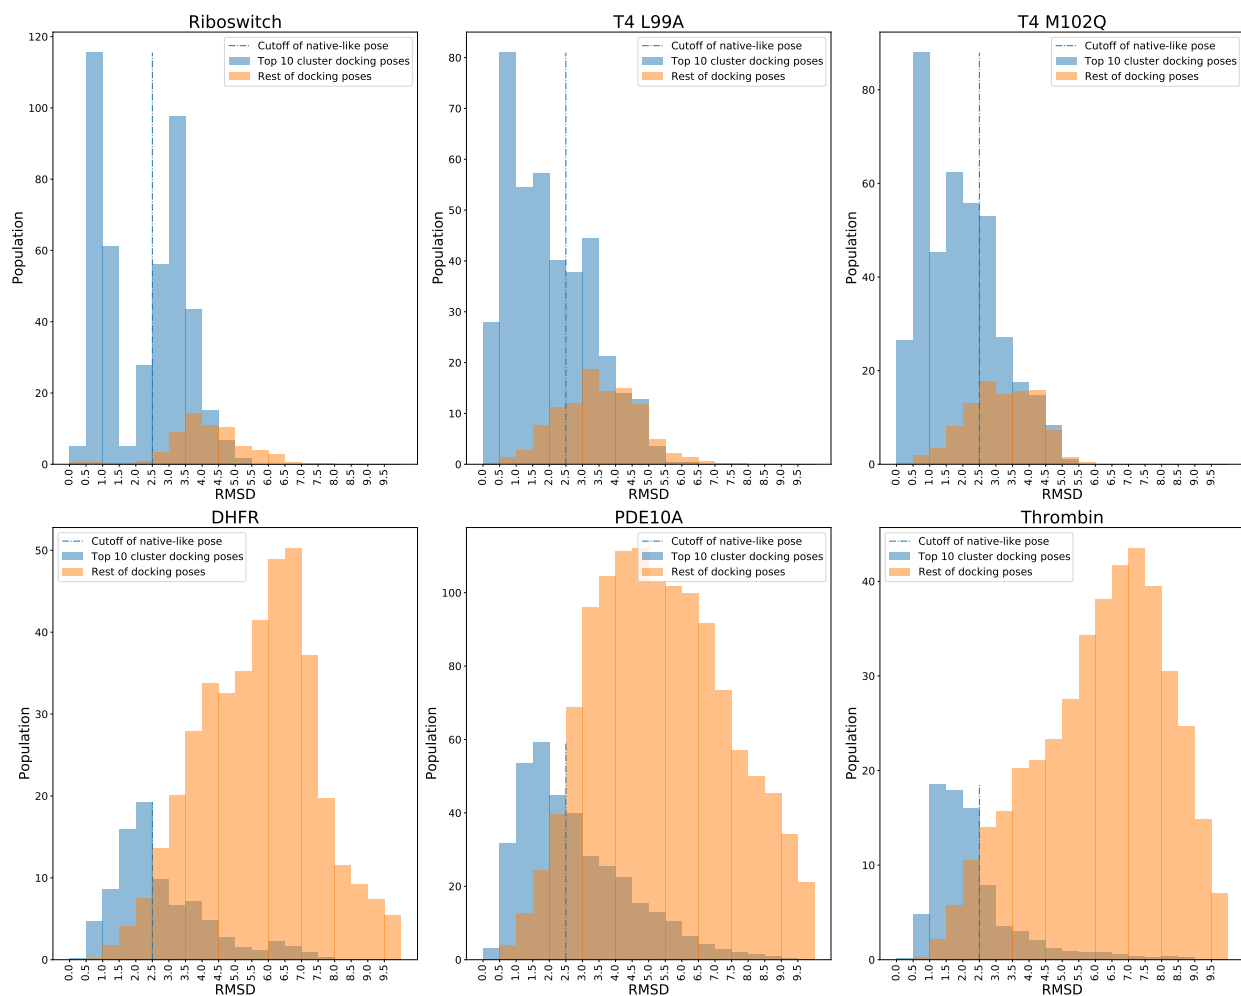 Riboswitch
Cutoff of native-like pose
Top 10 cluster docking poses
Rest of docking poses
Population
0 20 40 60 80 100 120
0.0 0.5 1.0 1.5 2.0 2.5 3.0 3.5 4.0 4.5 5.0 5.5 6.0 6.5 7.0 7.5 8.0 8.5 9.0 9.5
RMSD
T4 L99A
Cutoff of native-like pose
Top 10 cluster docking poses
Rest of docking poses
Population
0 10 20 30 40 50 60 70 80
0.0 0.5 1.0 1.5 2.0 2.5 3.0 3.5 4.0 4.5 5.0 5.5 6.0 6.5 7.0 7.5 8.0 8.5 9.0 9.5
RMSD
T4 M102Q
Cutoff of native-like pose
Top 10 cluster docking poses
Rest of docking poses
Population
0 20 40 60 80
0.0 0.5 1.0 1.5 2.0 2.5 3.0 3.5 4.0 4.5 5.0 5.5 6.0 6.5 7.0 7.5 8.0 8.5 9.0 9.5
RMSD
DHFR
Cutoff of native-like pose
Top 10 cluster docking poses
Rest of docking poses
Population
0 10 20 30 40 50
0.0 0.5 1.0 1.5 2.0 2.5 3.0 3.5 4.0 4.5 5.0 5.5 6.0 6.5 7.0 7.5 8.0 8.5 9.0 9.5
RMSD
PDE10A
Cutoff of native-like pose
Top 10 cluster docking poses
Rest of docking poses
Population
0 20 40 60 80 100
0.0 0.5 1.0 1.5 2.0 2.5 3.0 3.5 4.0 4.5 5.0 5.5 6.0 6.5 7.0 7.5 8.0 8.5 9.0 9.5
RMSD
Thrombin
Cutoff of native-like pose
Top 10 cluster docking poses
Rest of docking poses
Population
0 10 20 30 40
0.0 0.5 1.0 1.5 2.0 2.5 3.0 3.5 4.0 4.5 5.0 5.5 6.0 6.5 7.0 7.5 8.0 8.5 9.0 9.5
RMSD